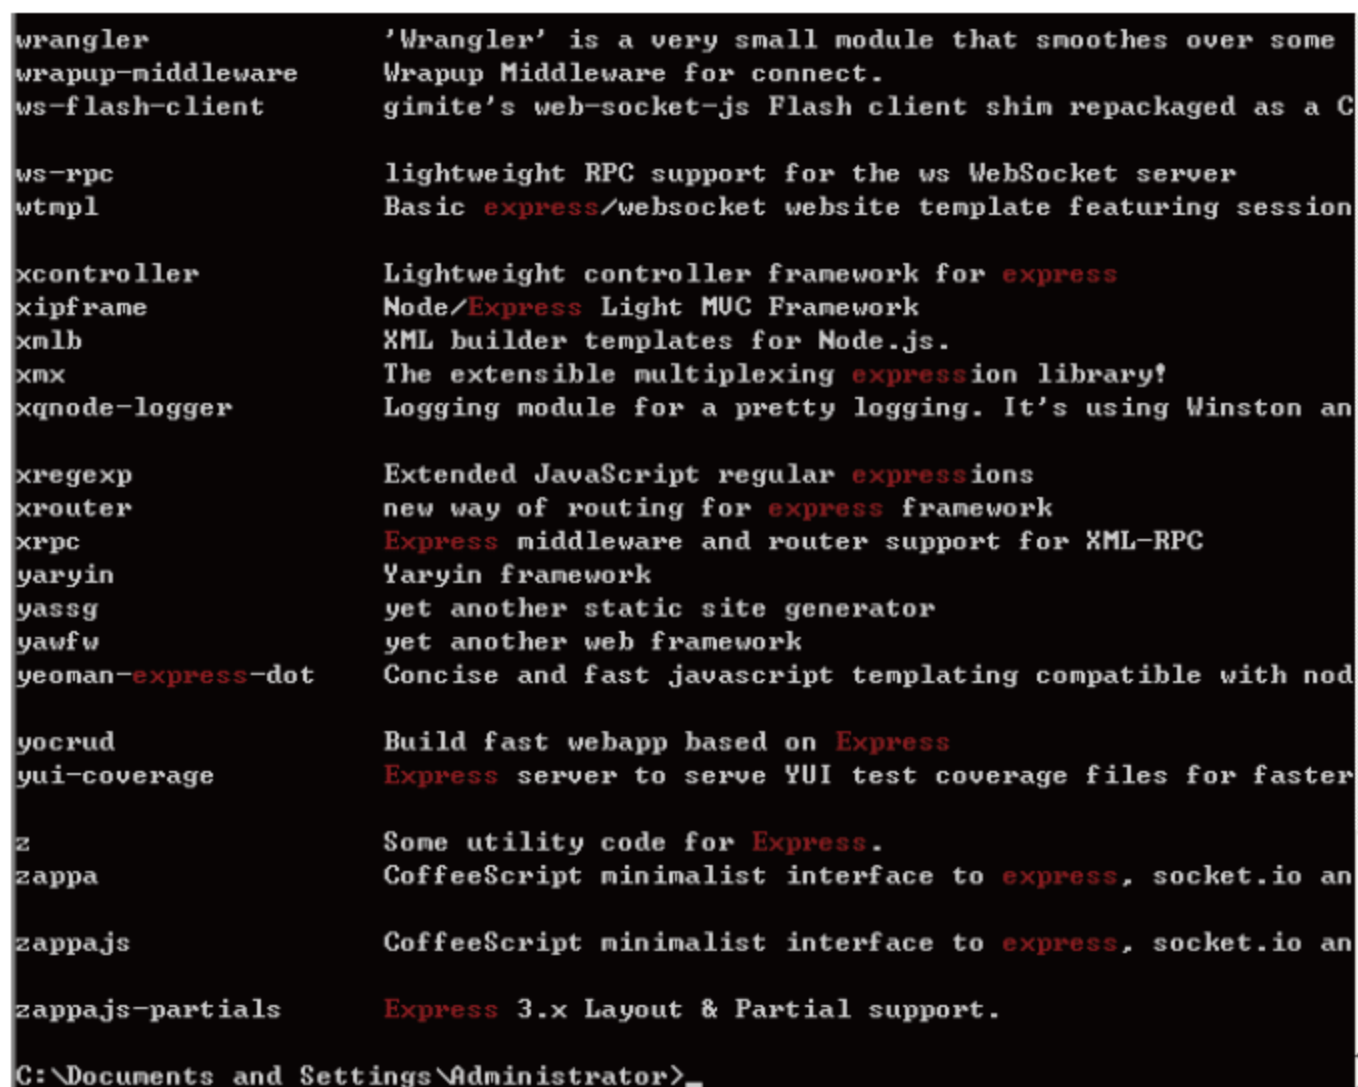 wrangler 'Wrangler' is a very small module that smoothes over some
wrapup-middleware Wrapup Middleware for connect.
ws-flash-client gimite's web-socket-js Flash client shim repackaged as a C
ws-rpc lightweight RPC support for the ws WebSocket server
wtmpl Basic express/websocket website template featuring session
xcontroller Lightweight controller framework for express
xipframe Node/Express Light MVC Framework
xmlb XML builder templates for Node.js.
xmx The extensible multiplexing expression library!
xqnode-logger Logging module for a pretty logging. It's using Winston an
xregexp Extended JavaScript regular expressions
xrouter new way of routing for express framework
xrpc Express middleware and router support for XML-RPC
yaryin Yaryin framework
yassg yet another static site generator
yawfw yet another web framework
yeoman-express-dot Concise and fast javascript templating compatible with nod
yocrud Build fast webapp based on Express
yui-coverage Express server to serve YUI test coverage files for faster
z Some utility code for Express.
zappa CoffeeScript minimalist interface to express, socket.io an
zappajs CoffeeScript minimalist interface to express, socket.io an
zappajs-partials Express 3.x Layout & Partial support.
C:\Documents and Settings\Administrator>_